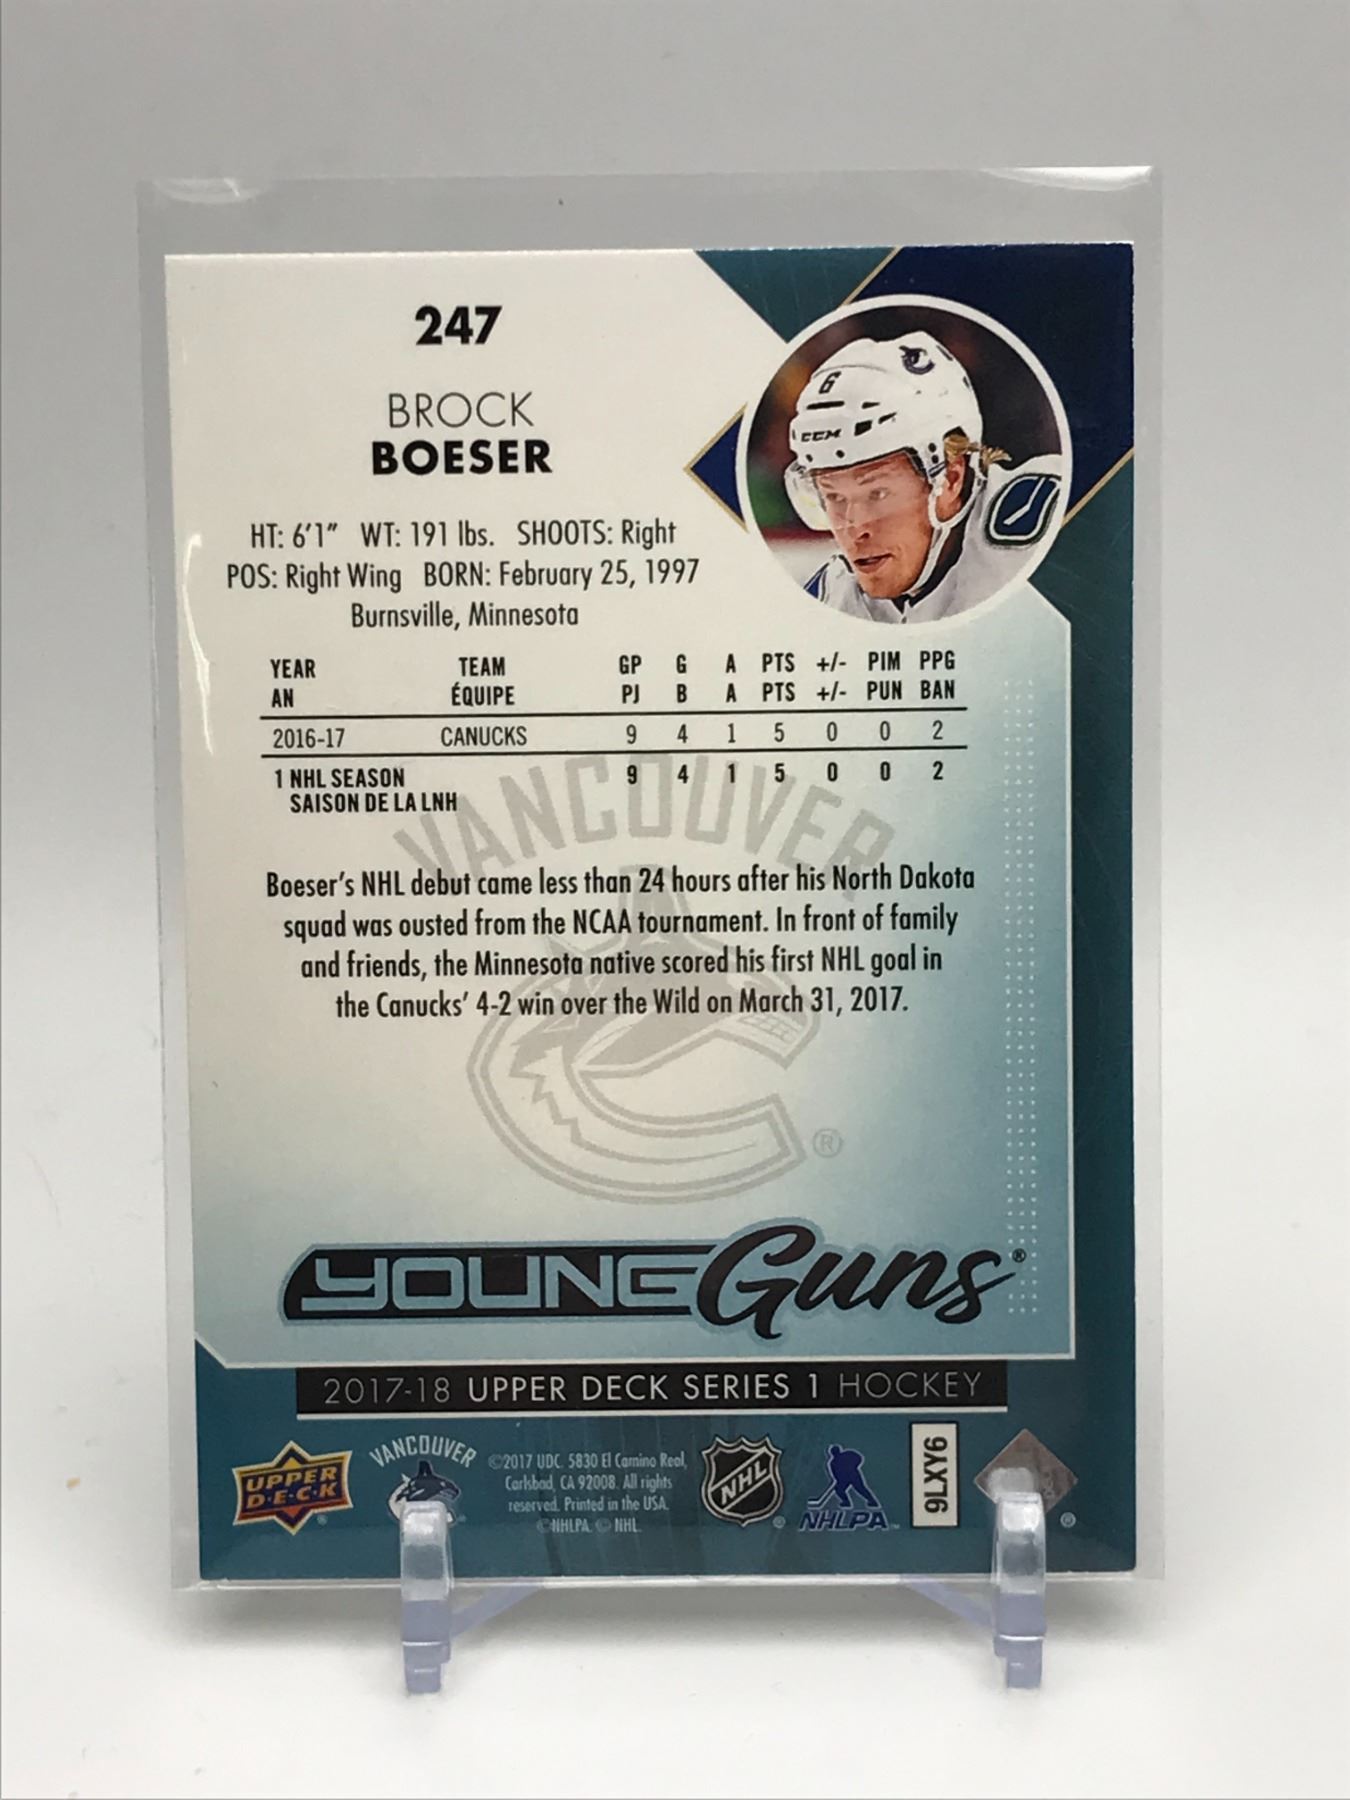 247
BROCK
BOESER
6
CCM
HT: 6'1" WT: 191 lbs. SHOOTS: Right
POS: Right Wing BORN: February 25, 1997
Burnsville, Minnesota
YEAR TEAM GP G A PTS +/- PIM PPG
AN ÉQUIPE PJ B A PTS +/- PUN BAN
2016-17 CANUCKS 9 4 1 5 0 0 2
1 NHL SEASON 9 4 1 5 0 0 2
SAISON DE LA LNH
VANCOUVER
Boeser's NHL debut came less than 24 hours after his North Dakota
squad was ousted from the NCAA tournament. In front of family
and friends, the Minnesota native scored his first NHL goal in
the Canucks' 4-2 win over the Wild on March 31, 2017.
®
YOUNG Guns®
2017-18 UPPER DECK SERIES 1 HOCKEY
UPPER
D·E·C·K
®
VANCOUVER
©2017 UDC. 5830 El Camino Real,
Carlsbad, CA 92008. All rights
reserved. Printed in the USA.
©NHLPA. © NHL.
NHL
®
NHLPA™
9LXY6
®